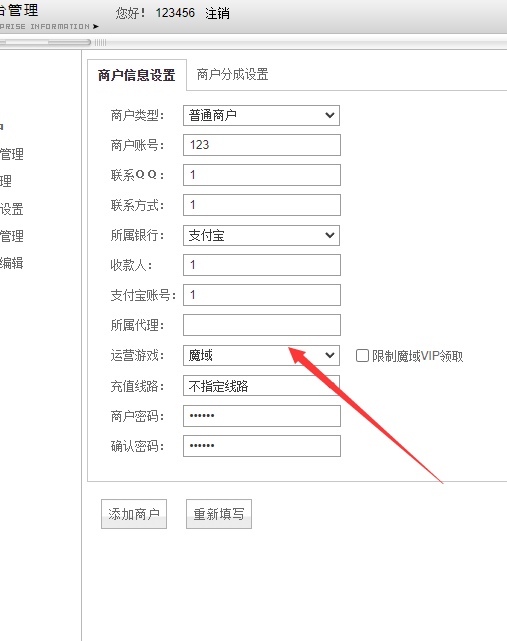 台管理
您好！ 123456 注销
PRISE INFORMATION
管理
理
设置
管理
编辑
商户信息设置 商户分成设置
商户类型： 普通商户
商户账号： 123
联系ＱＱ： 1
联系方式： 1
所属银行： 支付宝
收款人： 1
支付宝账号： 1
所属代理：
运营游戏： 魔域 限制魔域VIP领取
充值线路： 不指定线路
商户密码： ••••••
确认密码： ••••••
添加商户 重新填写